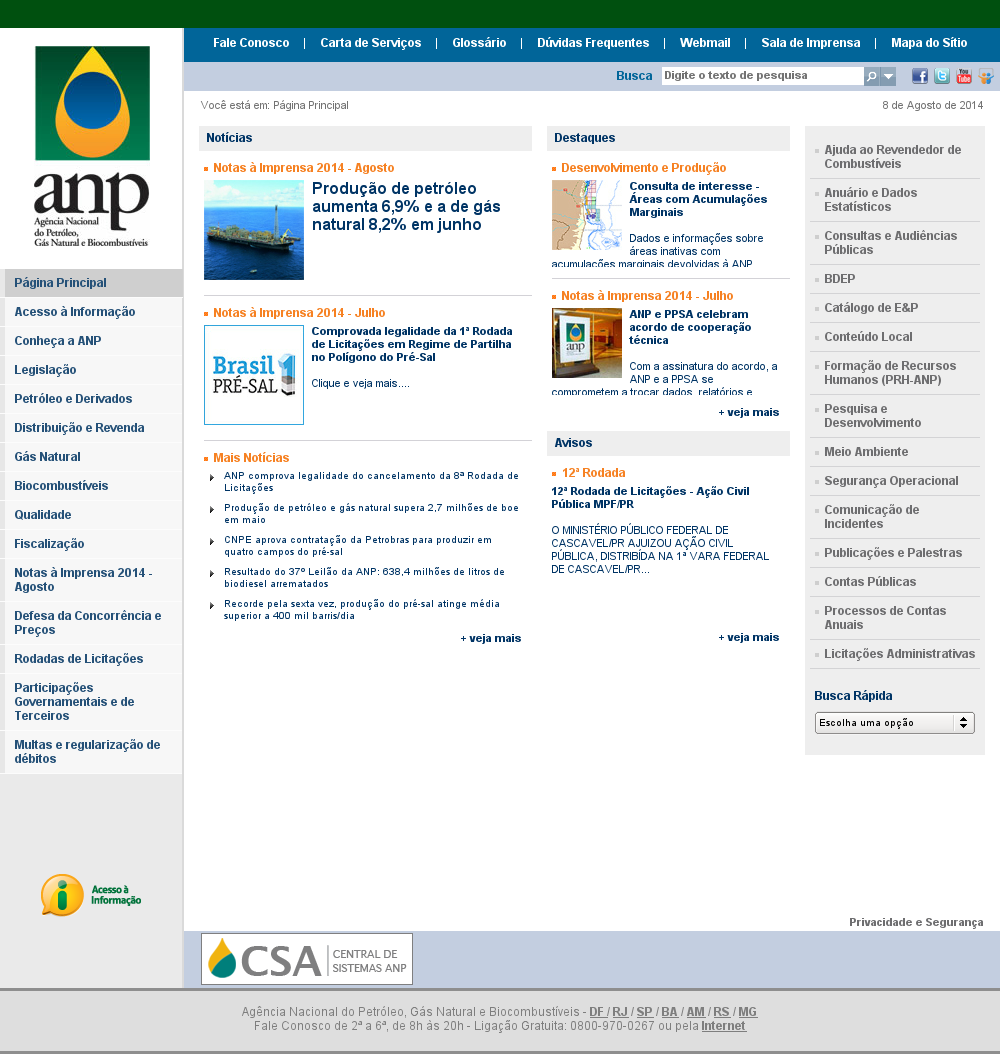 Fale Conosco | Carta de Serviços | Glossário | Dúvidas Frequentes | Webmail | Sala de Imprensa | Mapa do Sítio
Busca Digite o texto de pesquisa
Você está em: Página Principal
8 de Agosto de 2014
anp
Agência Nacional
do Petróleo,
Gás Natural e Biocombustíveis
Página Principal
Acesso à Informação
Conheça a ANP
Legislação
Petróleo e Derivados
Distribuição e Revenda
Gás Natural
Biocombustíveis
Qualidade
Fiscalização
Notas à Imprensa 2014 -
Agosto
Defesa da Concorrência e
Preços
Rodadas de Licitações
Participações
Governamentais e de
Terceiros
Multas e regularização de
débitos
Acesso à
Informação
Notícias
Notas à Imprensa 2014 - Agosto
Produção de petróleo
aumenta 6,9% e a de gás
natural 8,2% em junho
Notas à Imprensa 2014 - Julho
Brasil 1
PRÉ-SAL
Comprovada legalidade da 1ª Rodada
de Licitações em Regime de Partilha
no Polígono do Pré-Sal
Clique e veja mais....
Mais Notícias
ANP comprova legalidade do cancelamento da 8ª Rodada de
Licitações
Produção de petróleo e gás natural supera 2,7 milhões de boe
em maio
CNPE aprova contratação da Petrobras para produzir em
quatro campos do pré-sal
Resultado do 37º Leilão da ANP: 638,4 milhões de litros de
biodiesel arrematados
Recorde pela sexta vez, produção do pré-sal atinge média
superior a 400 mil barris/dia
+ veja mais
Destaques
Desenvolvimento e Produção
Consulta de interesse -
Áreas com Acumulações
Marginais
Dados e informações sobre
áreas inativas com
acumulações marginais devolvidas à ANP
Notas à Imprensa 2014 - Julho
anp
ANP e PPSA celebram
acordo de cooperação
técnica
Com a assinatura do acordo, a
ANP e a PPSA se
comprometem a trocar dados, relatórios e
+ veja mais
Avisos
12ª Rodada
12ª Rodada de Licitações - Ação Civil
Pública MPF/PR
O MINISTÉRIO PÚBLICO FEDERAL DE
CASCAVEL/PR AJUIZOU AÇÃO CIVIL
PÚBLICA, DISTRIBÍDA NA 1ª VARA FEDERAL
DE CASCAVEL/PR...
+ veja mais
Ajuda ao Revendedor de
Combustíveis
Anuário e Dados
Estatísticos
Consultas e Audiências
Públicas
BDEP
Catálogo de E&P
Conteúdo Local
Formação de Recursos
Humanos (PRH-ANP)
Pesquisa e
Desenvolvimento
Meio Ambiente
Segurança Operacional
Comunicação de
Incidentes
Publicações e Palestras
Contas Públicas
Processos de Contas
Anuais
Licitações Administrativas
Busca Rápida
Escolha uma opção
Privacidade e Segurança
CSA CENTRAL DE
SISTEMAS ANP
Agência Nacional do Petróleo, Gás Natural e Biocombustíveis - DF / RJ / SP / BA / AM / RS / MG
Fale Conosco de 2ª a 6ª, de 8h às 20h - Ligação Gratuita: 0800-970-0267 ou pela Internet